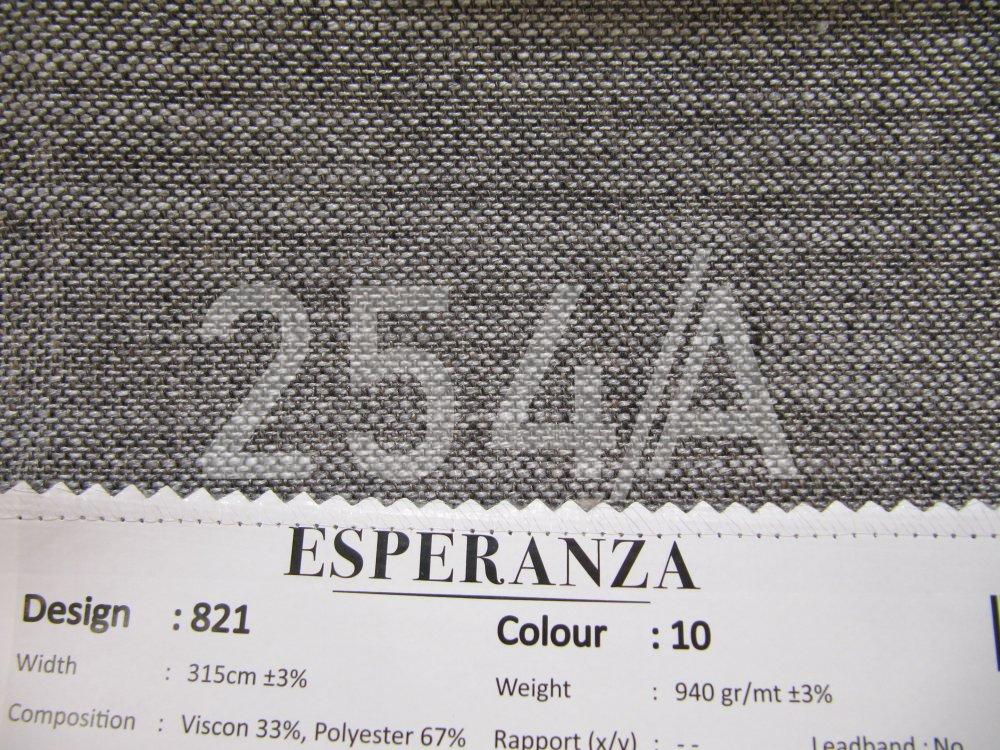 254/A
ESPERANZA
Design : 821 Colour : 10
Width : 315cm ±3% Weight : 940 gr/mt ±3%
Composition : Viscon 33%, Polyester 67% Rapport (x/y) : -- Leadband : No